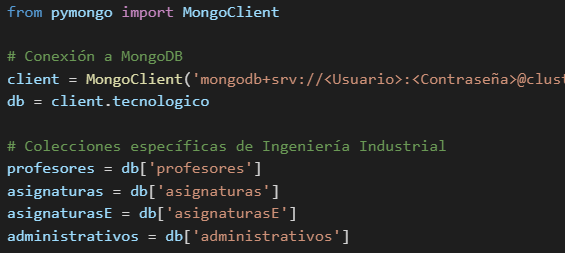 from pymongo import MongoClient
# Conexión a MongoDB
client = MongoClient('mongodb+srv://<Usuario>:<Contraseña>@clust
db = client.tecnologico
# Colecciones específicas de Ingeniería Industrial
profesores = db['profesores']
asignaturas = db['asignaturas']
asignaturasE = db['asignaturasE']
administrativos = db['administrativos']